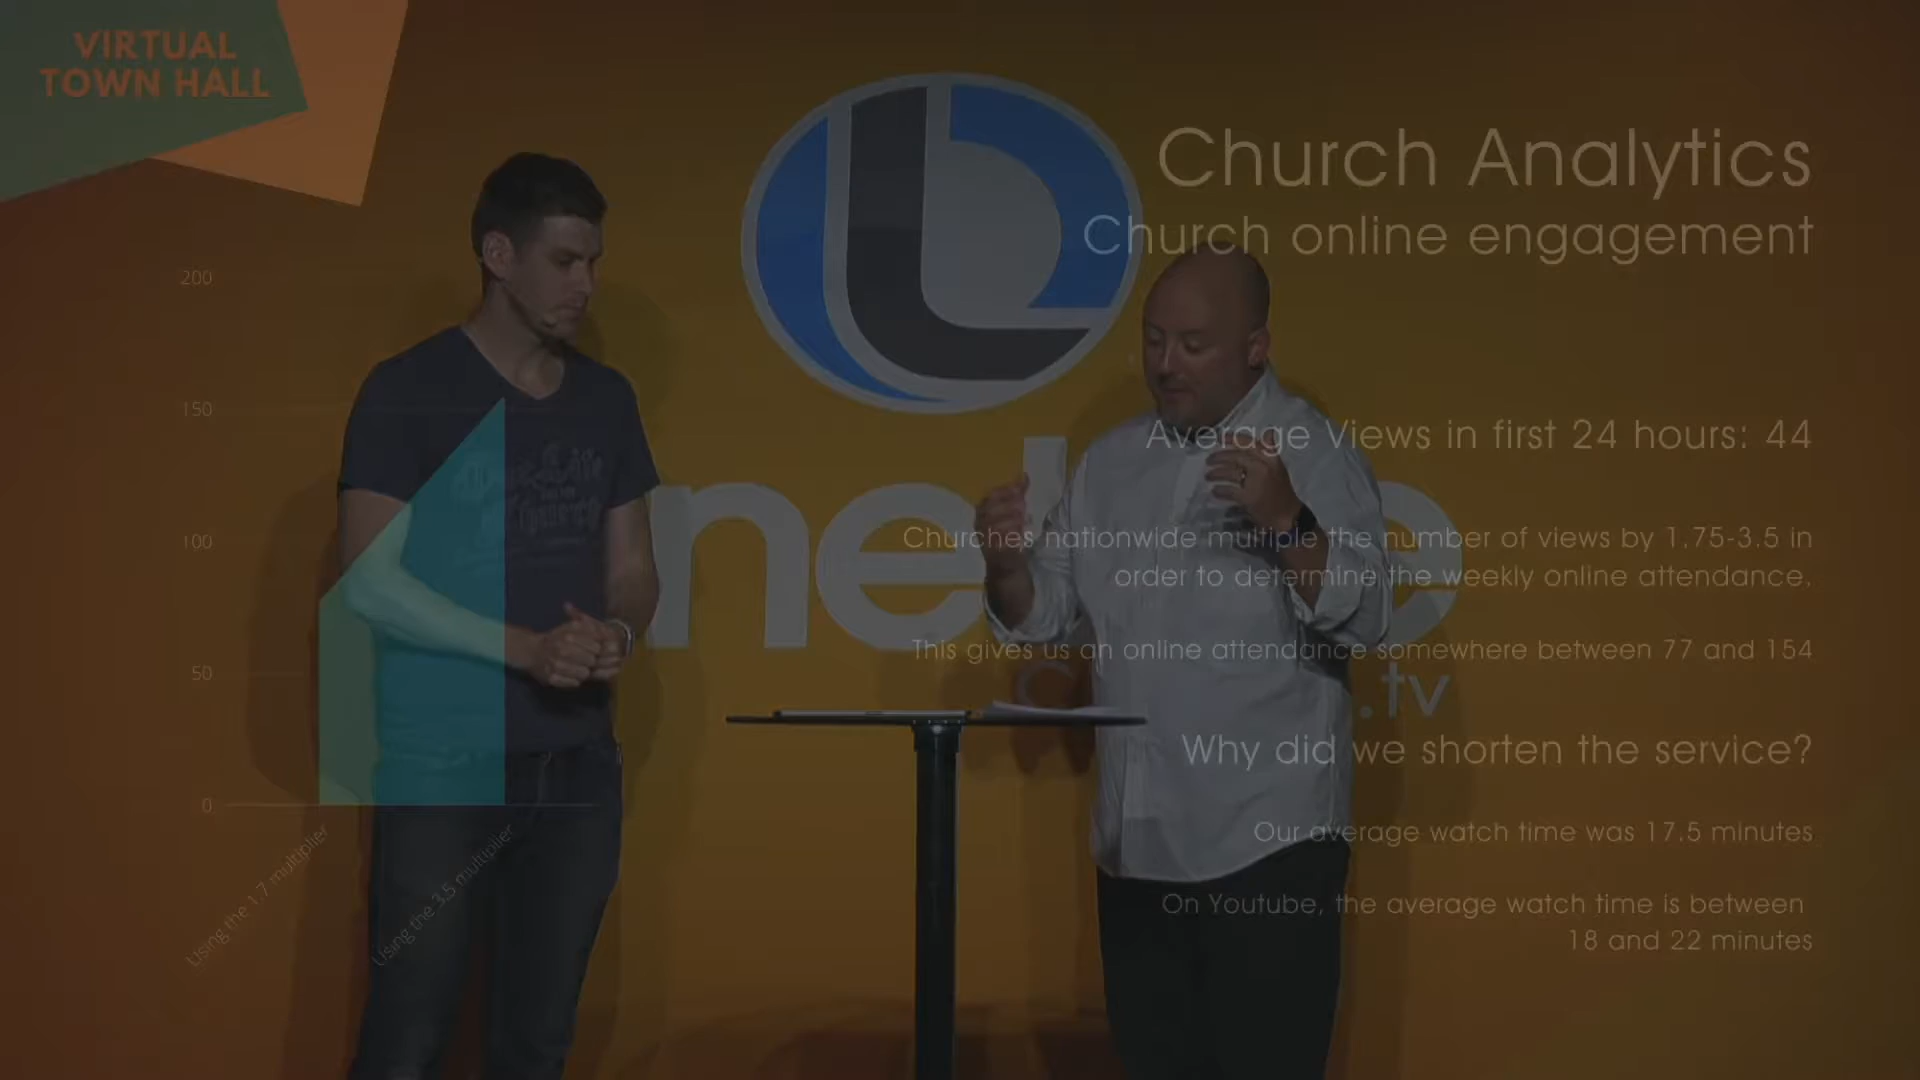 VIRTUAL
TOWN HALL
Church Analytics
Church online engagement
200
150
100
50
0
Using the 1.7 multiplier
Using the 3.5 multiplier
Average Views in first 24 hours: 44
Churches nationwide multiple the number of views by 1.75-3.5 in
order to determine the weekly online attendance.
This gives us an online attendance somewhere between 77 and 154
Why did we shorten the service?
Our average watch time was 17.5 minutes
On Youtube, the average watch time is between
18 and 22 minutes
.tv